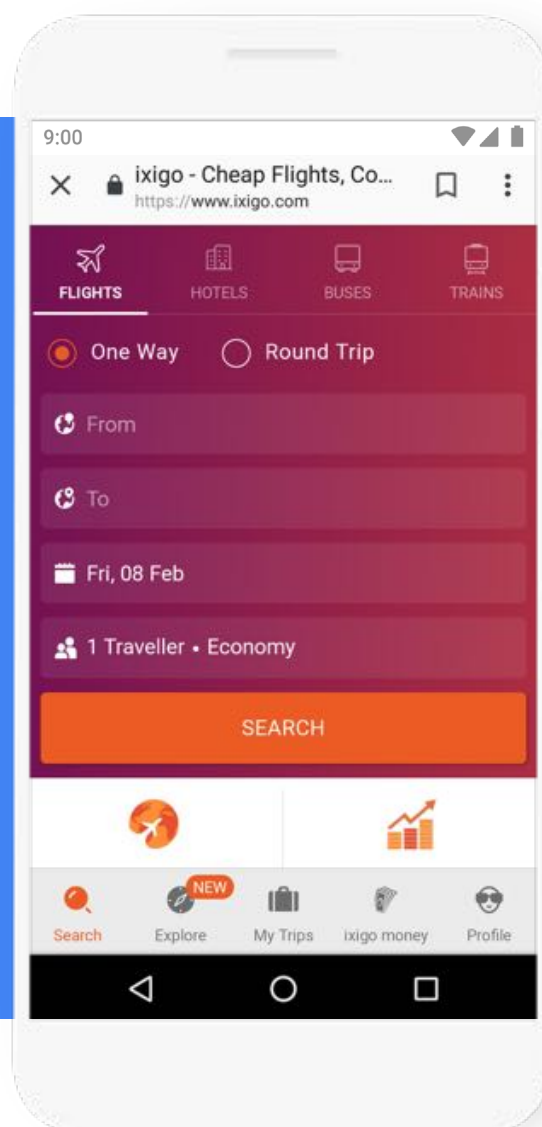 9:00
ixigo - Cheap Flights, Co...
https://www.ixigo.com
FLIGHTS HOTELS BUSES TRAINS
One Way Round Trip
From
To
Fri, 08 Feb
1 Traveller • Economy
SEARCH
NEW
Search Explore My Trips ixigo money Profile